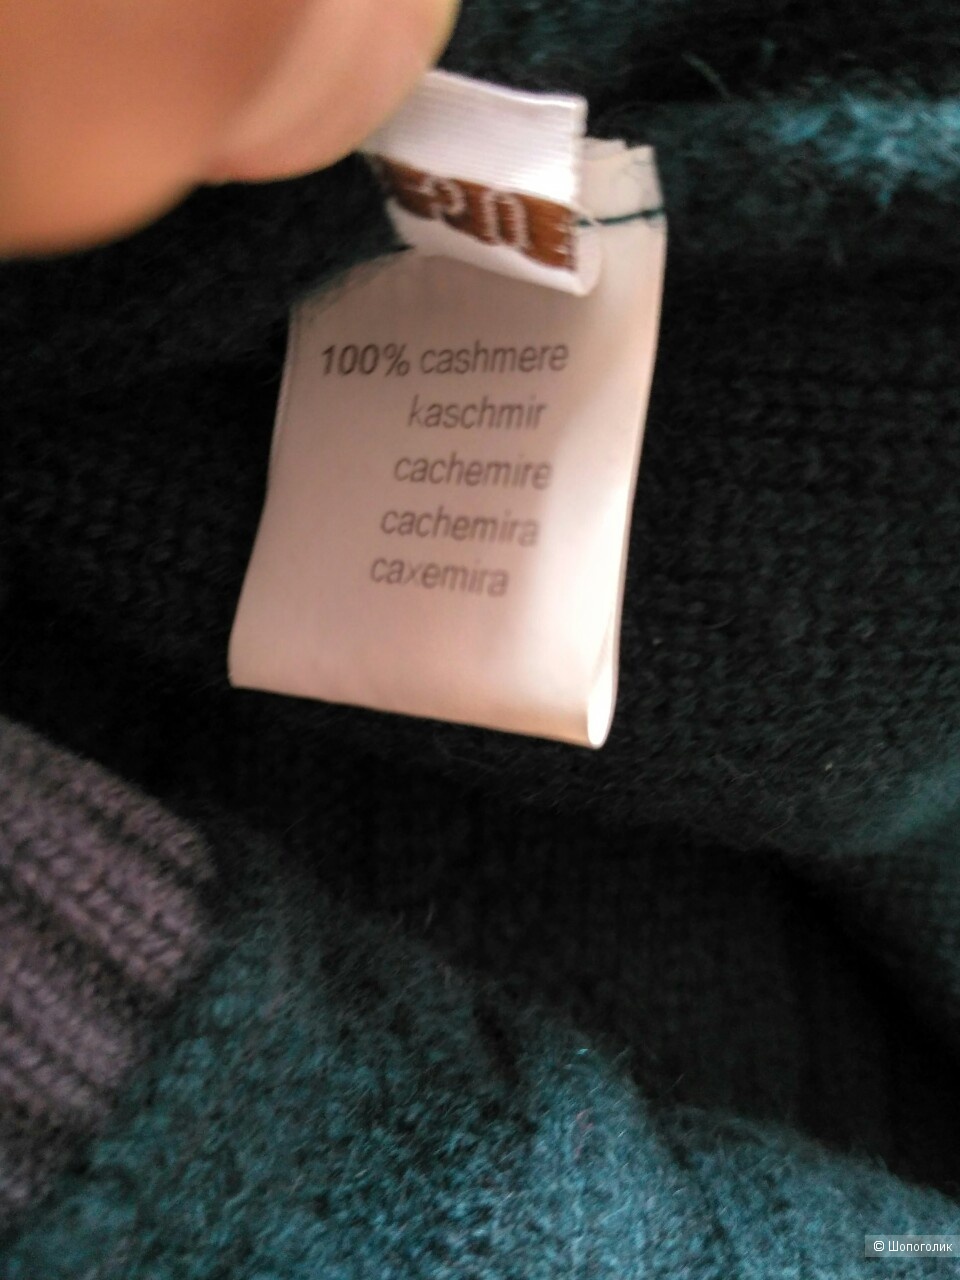 100% cashmere
kaschmir
cachemire
cachemira
caxemira
© Шопоголик